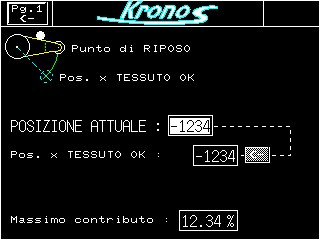 Pg.1
<-
Kronos
Punto di RIPOSO
Pos. x TESSUTO OK
POSIZIONE ATTUALE : -1234
Pos. x TESSUTO OK : -1234 <-
Massimo contributo : 12.34 %